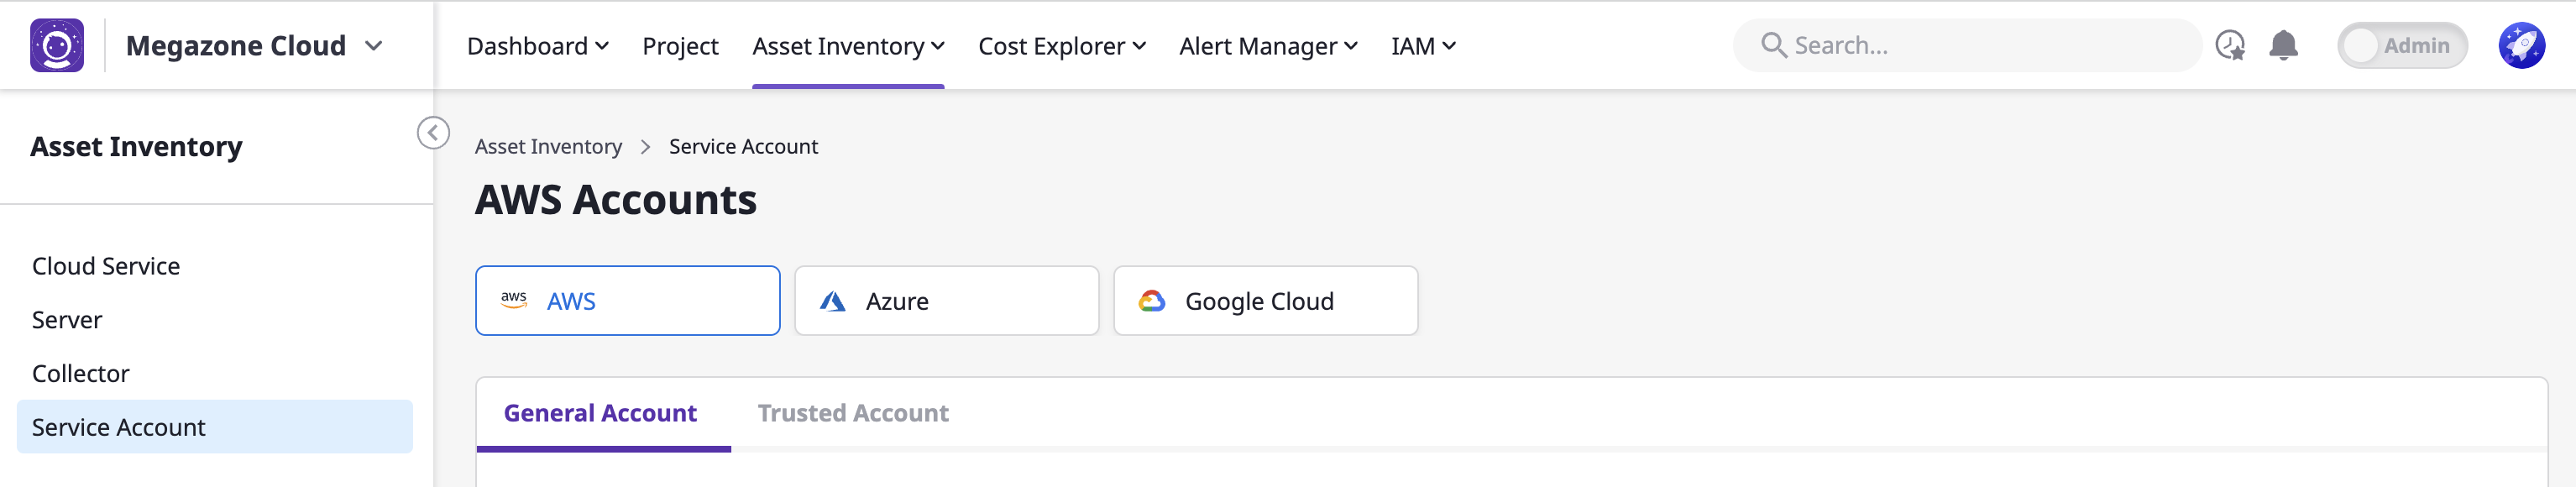 Megazone Cloud
Dashboard Project Asset Inventory Cost Explorer Alert Manager IAM Search... Admin
Asset Inventory
Cloud Service
Server
Collector
Service Account
Asset Inventory > Service Account
AWS Accounts
aws AWS Azure Google Cloud
General Account Trusted Account